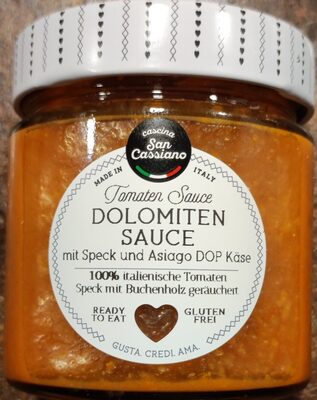 cascina
San
Cassiano
MADE IN ITALY
Tomaten Sauce
DOLOMITEN
SAUCE
mit Speck und Asiago DOP Käse
100% italienische Tomaten
Speck mit Buchenholz geräuchert
READY
TO EAT
GLUTEN
FREI
GUSTA. CREDI. AMA.